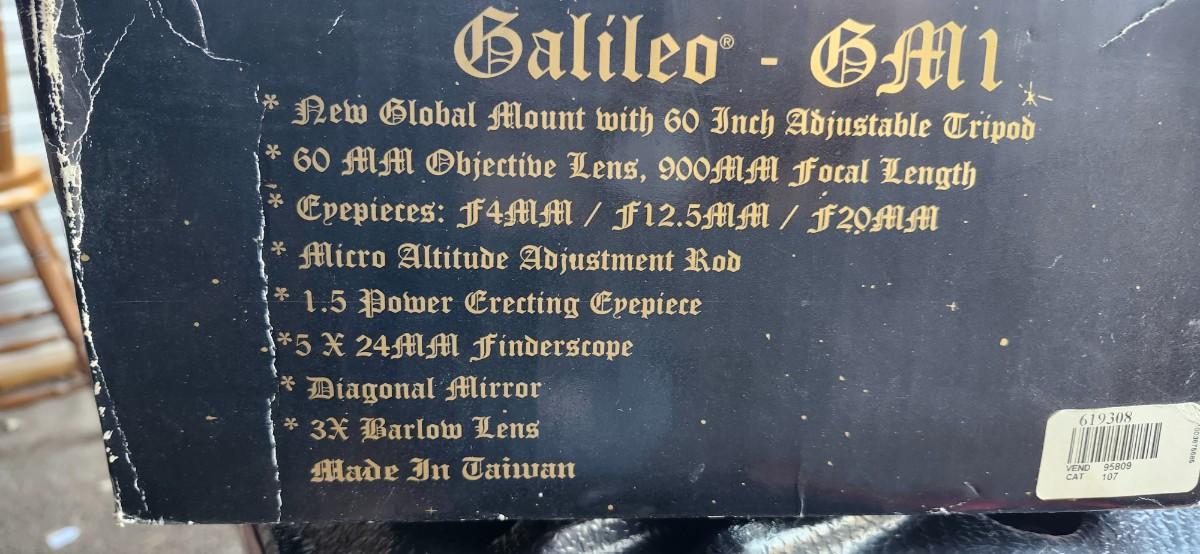 Galileo® - GM1
* New Global Mount with 60 Inch Adjustable Tripod
* 60 MM Objective Lens, 900MM Focal Length
* Eyepieces: F4MM / F12.5MM / F20MM
* Micro Altitude Adjustment Rod
* 1.5 Power Erecting Eyepiece
*5 X 24MM Finderscope
* Diagonal Mirror
* 3X Barlow Lens
Made In Taiwan
619308
VEND 95809
CAT 107